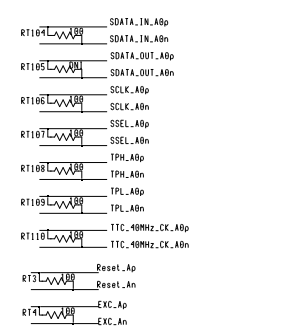 SDATA_IN_A0p
RT104 100
SDATA_IN_A0n
SDATA_OUT_A0p
RT105 DNI
SDATA_OUT_A0n
SCLK_A0p
RT106 100
SCLK_A0n
SSEL_A0p
RT107 100
SSEL_A0n
TPH_A0p
RT108 100
TPH_A0n
TPL_A0p
RT109 100
TPL_A0n
TTC_40MHz_CK_A0p
RT110 100
TTC_40MHz_CK_A0n
Reset_Ap
RT3 100
Reset_An
EXC_Ap
RT4 100
EXC_An